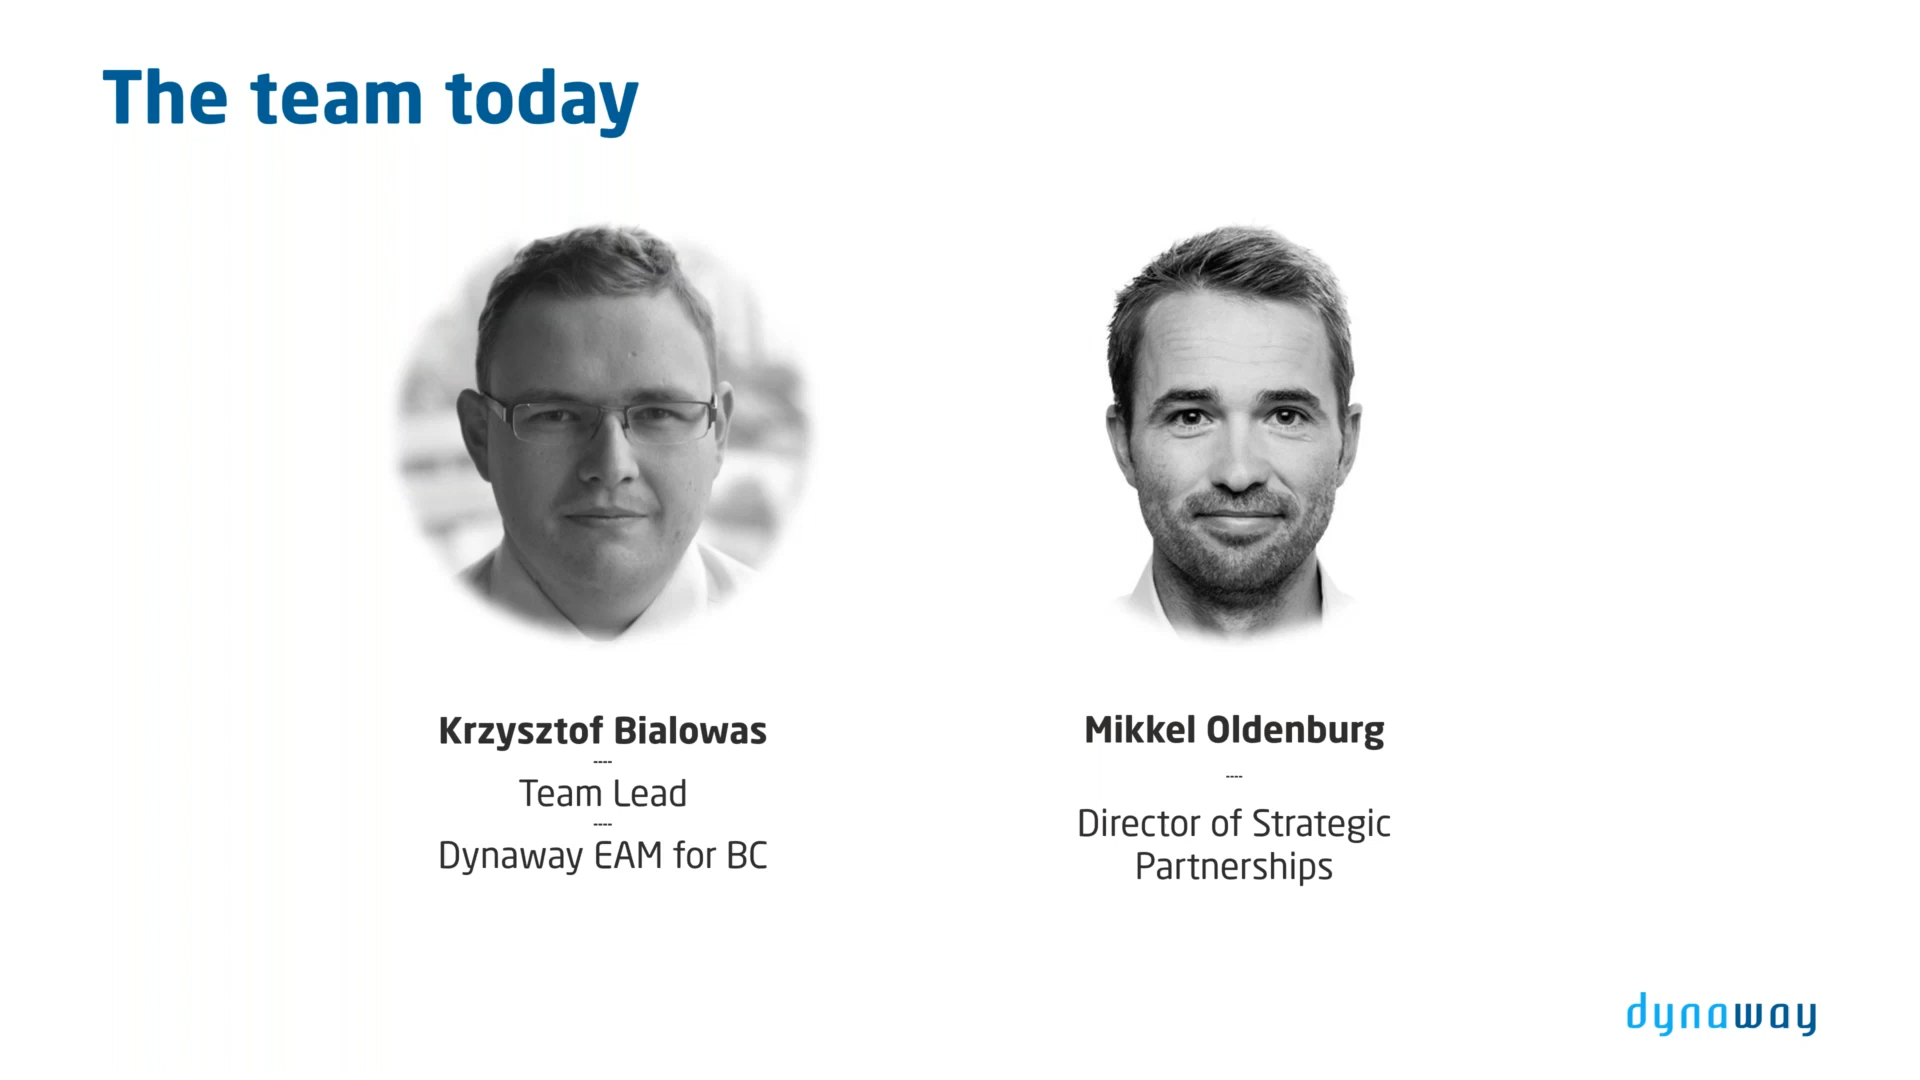 The team today
Krzysztof Bialowas
----
Team Lead
----
Dynaway EAM for BC
Mikkel Oldenburg
----
Director of Strategic
Partnerships
dynaway